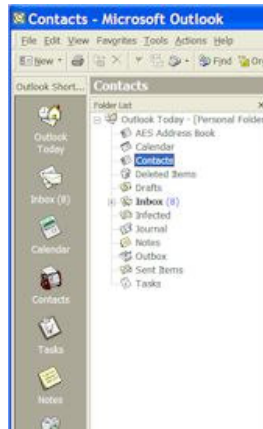 Contacts - Microsoft Outlook
File Edit View Favorites Tools Actions Help
New Find Or
Outlook Short... Contacts
Folder List
Outlook Today - [Personal Folder
AES Address Book
Calendar
Contacts
Deleted Items
Drafts
Inbox (8)
Infected
Journal
Notes
Outbox
Sent Items
Tasks
Outlook
Today
Inbox (8)
Calendar
Contacts
Tasks
Notes